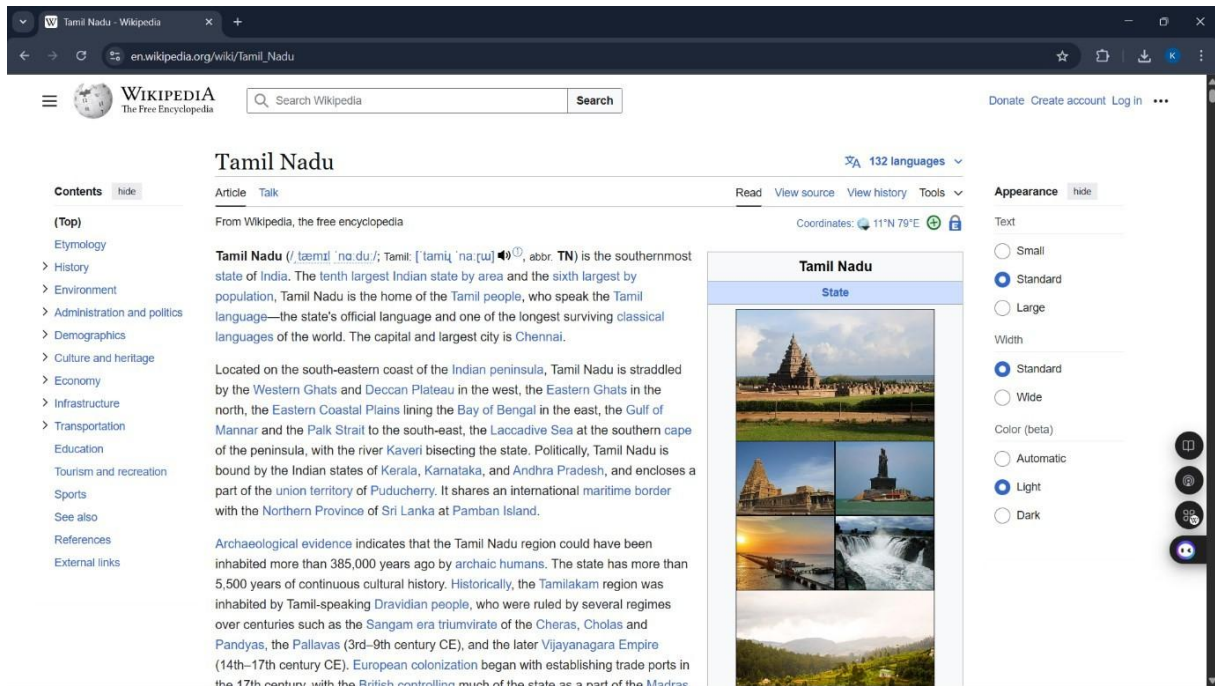 Tamil Nadu - Wikipedia
en.wikipedia.org/wiki/Tamil_Nadu
K
WIKIPEDIA
The Free Encyclopedia
Search Wikipedia
Search
Donate Create account Log in
Tamil Nadu
132 languages
Contents hide
(Top)
Etymology
History
Environment
Administration and politics
Demographics
Culture and heritage
Economy
Infrastructure
Transportation
Education
Tourism and recreation
Sports
See also
References
External links
Article Talk
Read View source View history Tools
From Wikipedia, the free encyclopedia
Coordinates: 11°N 79°E
Tamil Nadu (/ˌtæmɪl ˈnɑːduː/; Tamil: [ˈtamiɻ ˈnaːɽɯ] ⓘ, abbr. TN) is the southernmost
state of India. The tenth largest Indian state by area and the sixth largest by
population, Tamil Nadu is the home of the Tamil people, who speak the Tamil
language—the state's official language and one of the longest surviving classical
languages of the world. The capital and largest city is Chennai.
Located on the south-eastern coast of the Indian peninsula, Tamil Nadu is straddled
by the Western Ghats and Deccan Plateau in the west, the Eastern Ghats in the
north, the Eastern Coastal Plains lining the Bay of Bengal in the east, the Gulf of
Mannar and the Palk Strait to the south-east, the Laccadive Sea at the southern cape
of the peninsula, with the river Kaveri bisecting the state. Politically, Tamil Nadu is
bound by the Indian states of Kerala, Karnataka, and Andhra Pradesh, and encloses a
part of the union territory of Puducherry. It shares an international maritime border
with the Northern Province of Sri Lanka at Pamban Island.
Archaeological evidence indicates that the Tamil Nadu region could have been
inhabited more than 385,000 years ago by archaic humans. The state has more than
5,500 years of continuous cultural history. Historically, the Tamilakam region was
inhabited by Tamil-speaking Dravidian people, who were ruled by several regimes
over centuries such as the Sangam era triumvirate of the Cheras, Cholas and
Pandyas, the Pallavas (3rd–9th century CE), and the later Vijayanagara Empire
(14th–17th century CE). European colonization began with establishing trade ports in
the 17th century, with the British controlling much of the state as a part of the Madras
Tamil Nadu
State
Appearance hide
Text
Small
Standard
Large
Width
Standard
Wide
Color (beta)
Automatic
Light
Dark